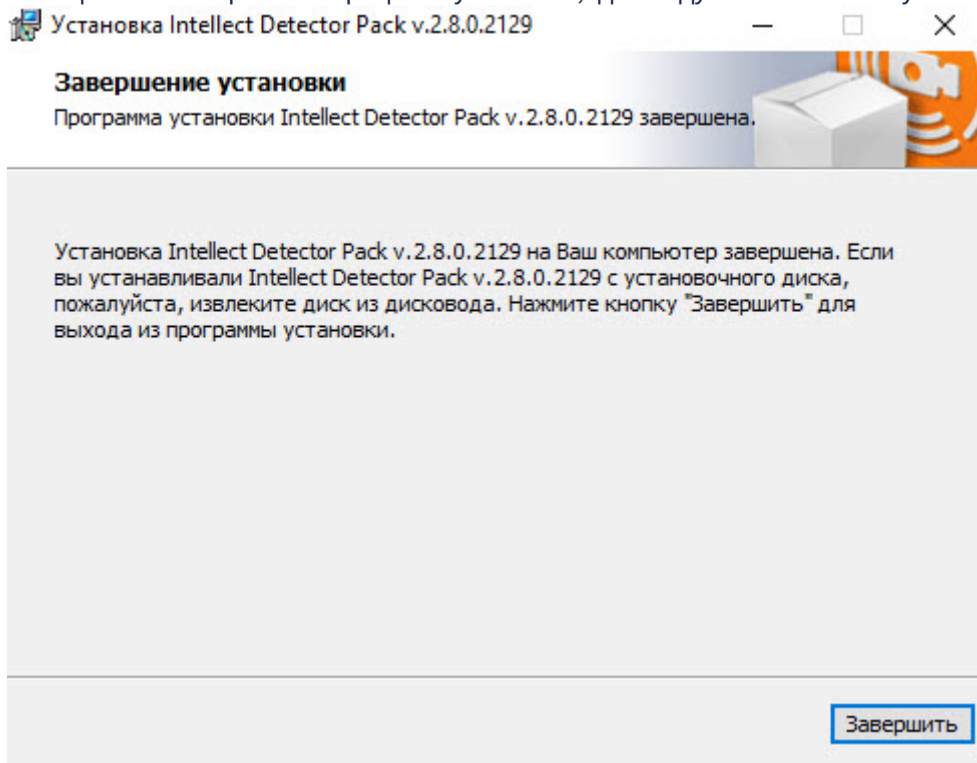 Установка Intellect Detector Pack v.2.8.0.2129
Завершение установки
Программа установки Intellect Detector Pack v.2.8.0.2129 завершена.
Установка Intellect Detector Pack v.2.8.0.2129 на Ваш компьютер завершена. Если
вы устанавливали Intellect Detector Pack v.2.8.0.2129 с установочного диска,
пожалуйста, извлеките диск из дисковода. Нажмите кнопку "Завершить" для
выхода из программы установки.
Завершить